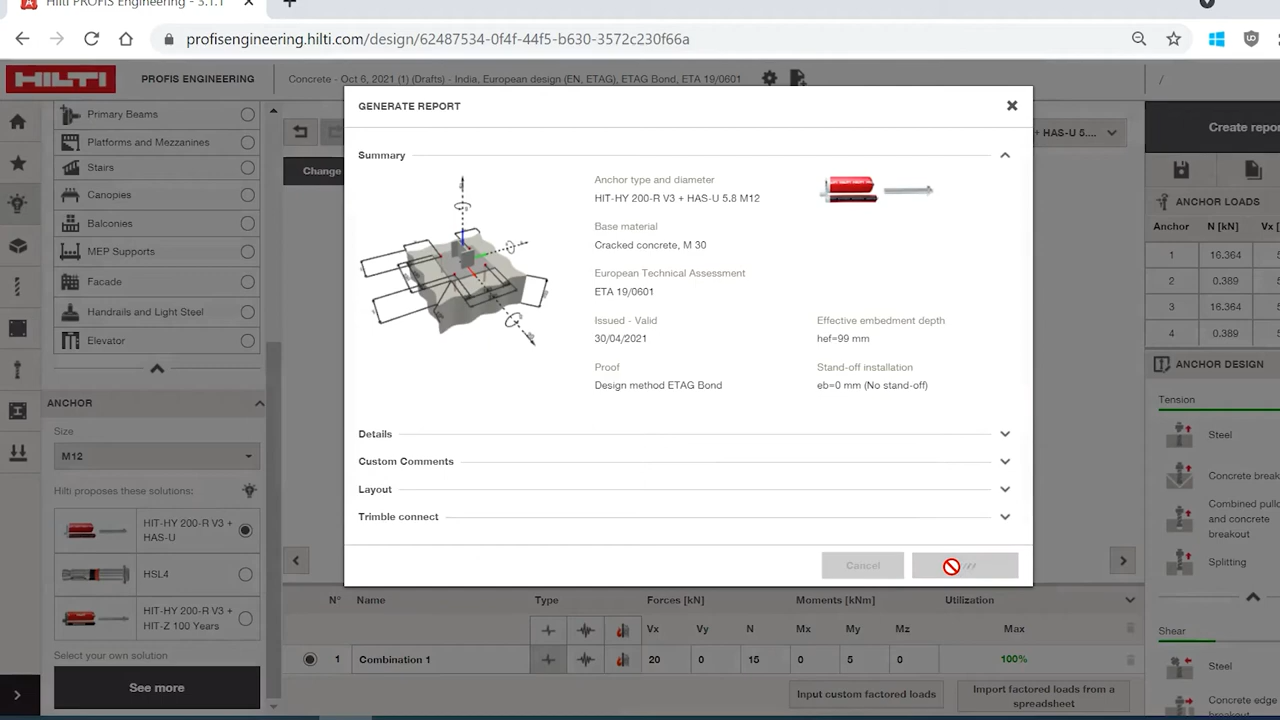 Hilti PROFIS Engineering - 3.1.1
profisengineering.hilti.com/design/62487534-0f4f-44f5-b630-3572c230f66a
HILTI
PROFIS ENGINEERING
Concrete - Oct 6, 2021 (1) (Drafts) - India, European design (EN, ETAG), ETAG Bond, ETA 19/0601
/
Primary Beams
Platforms and Mezzanines
Stairs
Canopies
Balconies
MEP Supports
Facade
Handrails and Light Steel
Elevator
ANCHOR
Size
M12
Hilti proposes these solutions:
HIT-HY 200-R V3 +
HAS-U
HSL4
HIT-HY 200-R V3 +
HIT-Z 100 Years
Select your own solution
See more
Change
GENERATE REPORT
Summary
Anchor type and diameter
HIT-HY 200-R V3 + HAS-U 5.8 M12
Base material
Cracked concrete, M 30
European Technical Assessment
ETA 19/0601
Issued - Valid
30/04/2021
Effective embedment depth
hef=99 mm
Proof
Design method ETAG Bond
Stand-off installation
eb=0 mm (No stand-off)
Details
Custom Comments
Layout
Trimble connect
Cancel
N° Name Type Forces [kN] Moments [kNm] Utilization
Vx Vy N Mx My Mz Max
1 Combination 1 20 0 15 0 5 0 100%
Input custom factored loads
Import factored loads from a
spreadsheet
+ HAS-U 5....
Create repor
ANCHOR LOADS
Anchor N [kN] Vx [
1 16.364
2 0.389
3 16.364
4 0.389
ANCHOR DESIGN
Tension
Steel
Concrete break
Combined pullo
and concrete
breakout
Splitting
Shear
Steel
Concrete edge
breakout